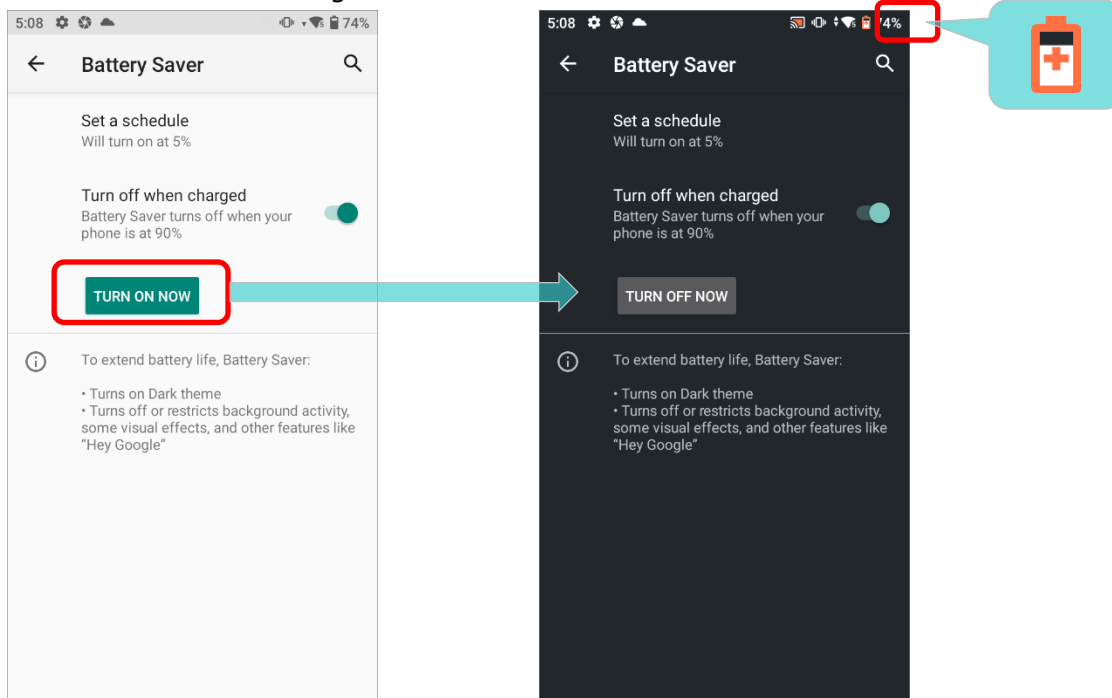 5:08 74%
Battery Saver
Set a schedule
Will turn on at 5%
Turn off when charged
Battery Saver turns off when your
phone is at 90%
TURN ON NOW
To extend battery life, Battery Saver:
• Turns on Dark theme
• Turns off or restricts background activity,
some visual effects, and other features like
“Hey Google”
5:08 74%
Battery Saver
Set a schedule
Will turn on at 5%
Turn off when charged
Battery Saver turns off when your
phone is at 90%
TURN OFF NOW
To extend battery life, Battery Saver:
• Turns on Dark theme
• Turns off or restricts background activity,
some visual effects, and other features like
“Hey Google”